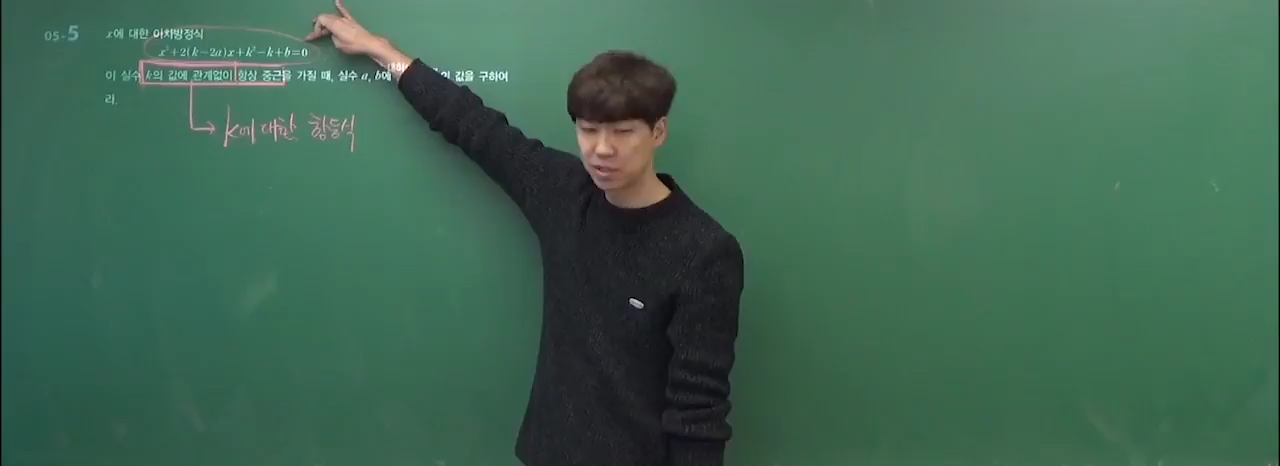 05-5 x에 대한 이차방정식
x²+2(k-2a)x+k²-k+b=0
이 실수 k의 값에 관계없이 항상 중근을 가질 때, 실수 a, b에 값을 구하여
라.
k에 대한 항등식